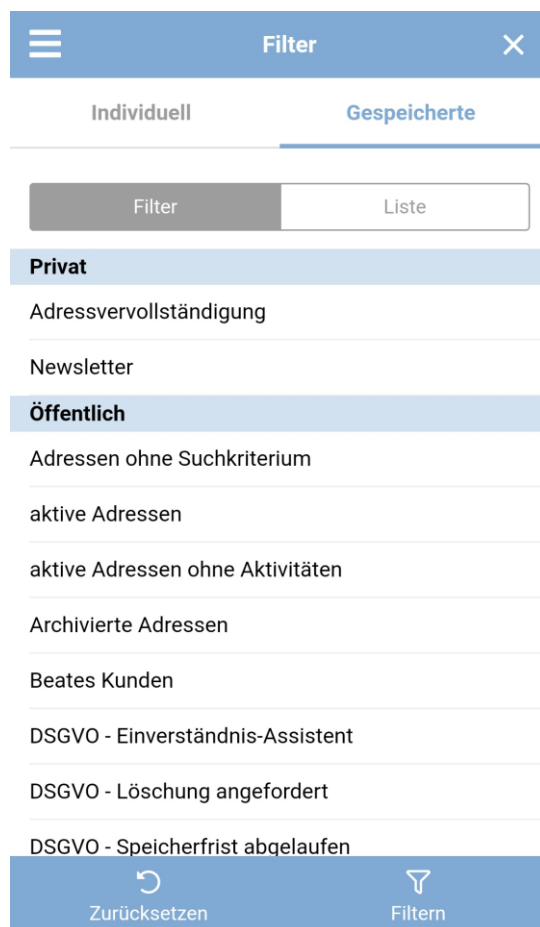 Filter
Individuell Gespeicherte
Filter Liste
Privat
Adressvervollständigung
Newsletter
Öffentlich
Adressen ohne Suchkriterium
aktive Adressen
aktive Adressen ohne Aktivitäten
Archivierte Adressen
Beates Kunden
DSGVO - Einverständnis-Assistent
DSGVO - Löschung angefordert
DSGVO - Speicherfrist abgelaufen
Zurücksetzen Filtern